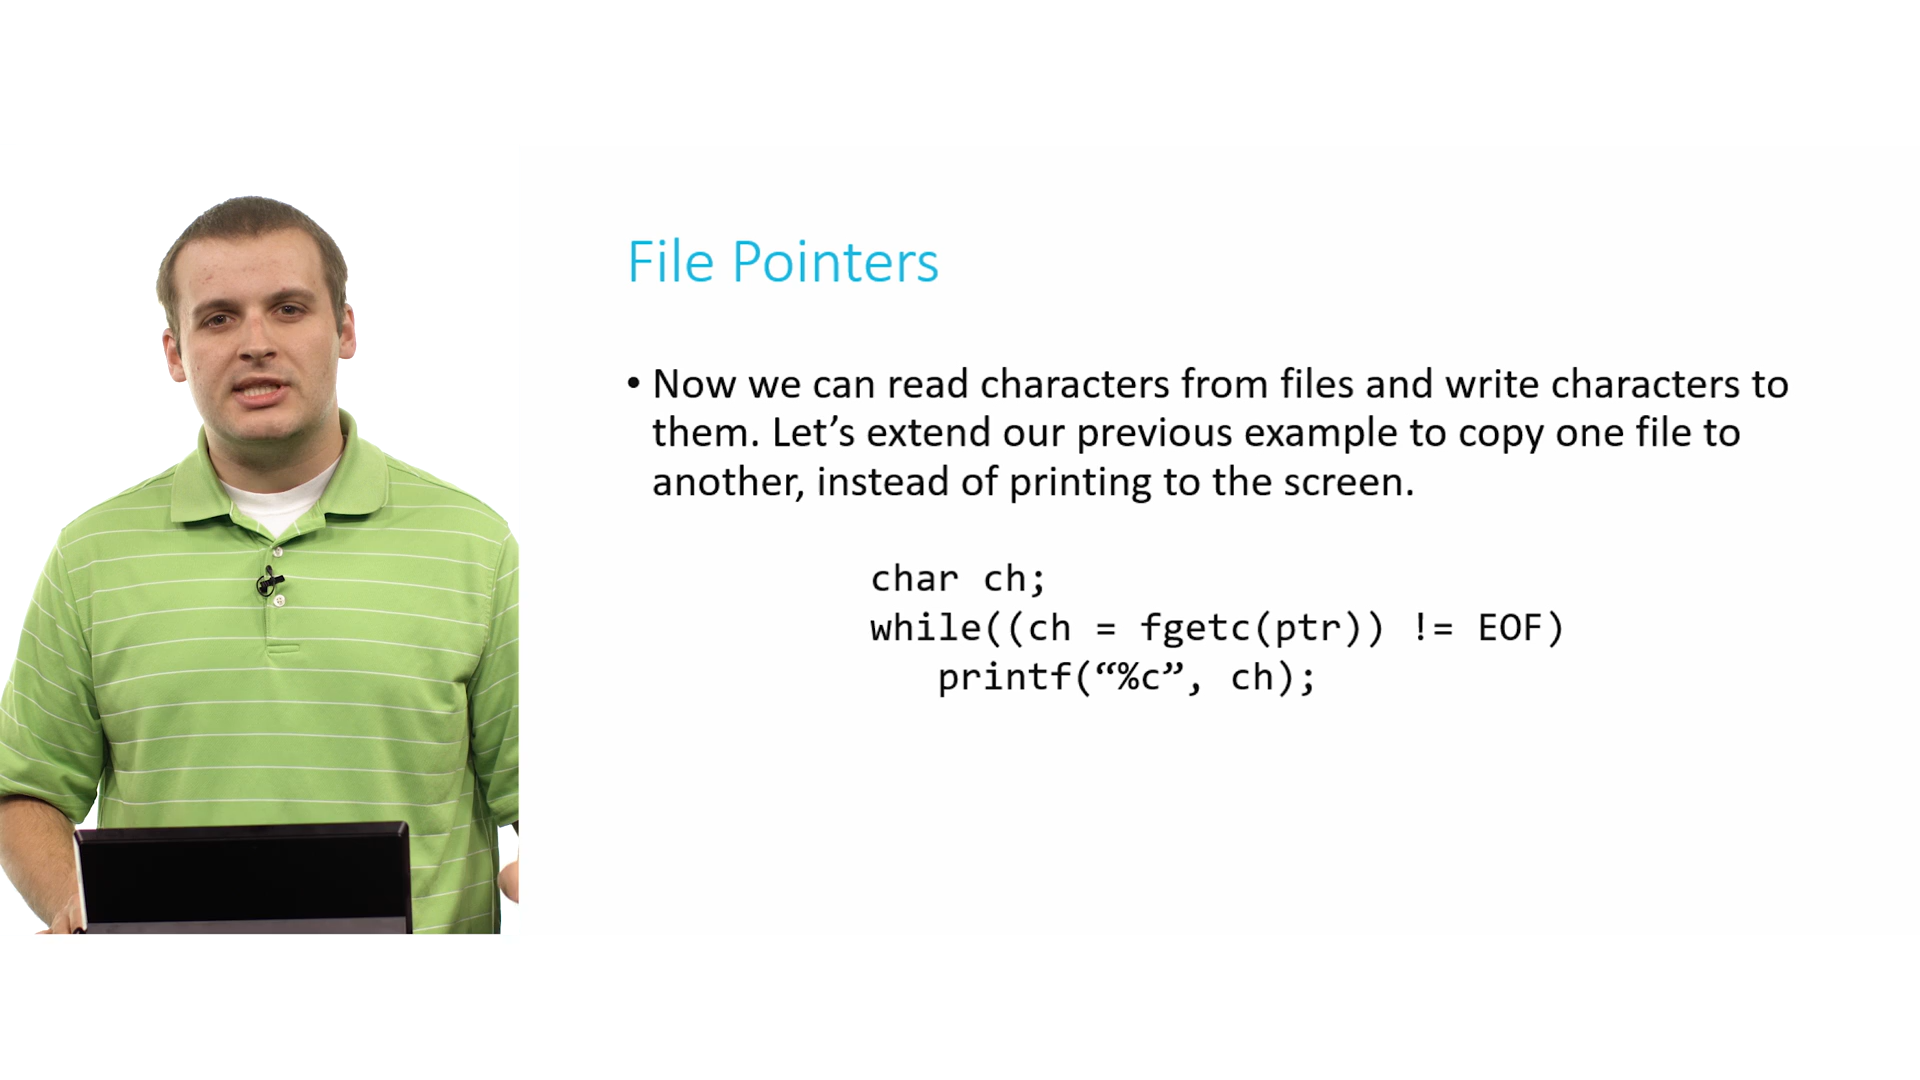 File Pointers
• Now we can read characters from files and write characters to
them. Let’s extend our previous example to copy one file to
another, instead of printing to the screen.
char ch;
while((ch = fgetc(ptr)) != EOF)
printf(“%c”, ch);